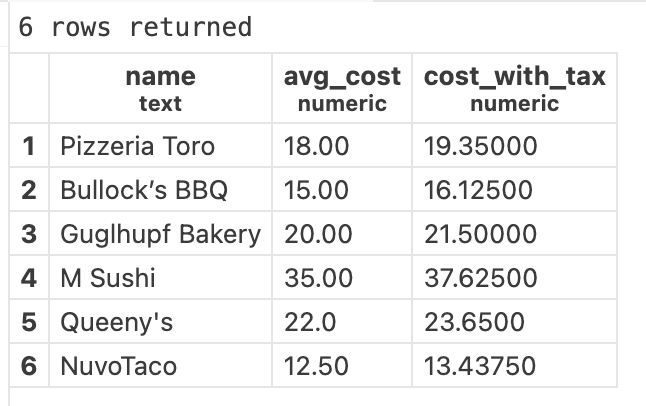 6 rows returned
name avg_cost cost_with_tax
text numeric numeric
1 Pizzeria Toro 18.00 19.35000
2 Bullock’s BBQ 15.00 16.12500
3 Guglhupf Bakery 20.00 21.50000
4 M Sushi 35.00 37.62500
5 Queeny's 22.0 23.6500
6 NuvoTaco 12.50 13.43750